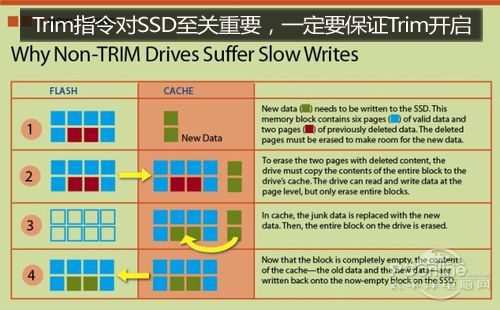 Trim指令对SSD至关重要，一定要保证Trim开启
Why Non-TRIM Drives Suffer Slow Writes
FLASH
CACHE
1
New Data
New data ( ) needs to be written to the SSD. This
memory block contains six pages ( ) of valid data and
two pages ( ) of previously deleted data. The deleted
pages must be erased to make room for the new data.
2
To erase the two pages with deleted content, the
drive must copy the contents of the entire block to the
drive's cache. The drive can read and write data at the
page level, but only erase entire blocks.
3
In cache, the junk data is replaced with the new
data. Then, the entire block on the drive is erased.
4
Now that the block is completely empty, the contents
of the cache—the old data and the new data—are
written back onto the now-empty block on the SSD.